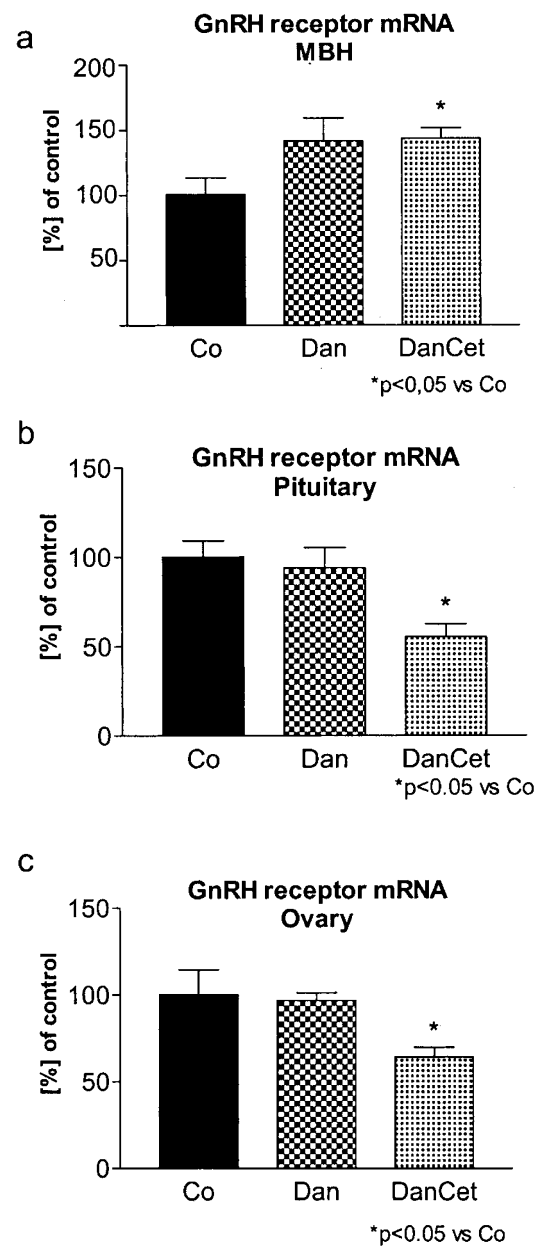 a
GnRH receptor mRNA
MBH
[%] of control
200
150
100
50
*
Co Dan DanCet
*p<0,05 vs Co
b
GnRH receptor mRNA
Pituitary
[%] of control
150
100
50
0
*
Co Dan DanCet
*p<0.05 vs Co
c
GnRH receptor mRNA
Ovary
[%] of control
150
100
50
0
*
Co Dan DanCet
*p<0.05 vs Co